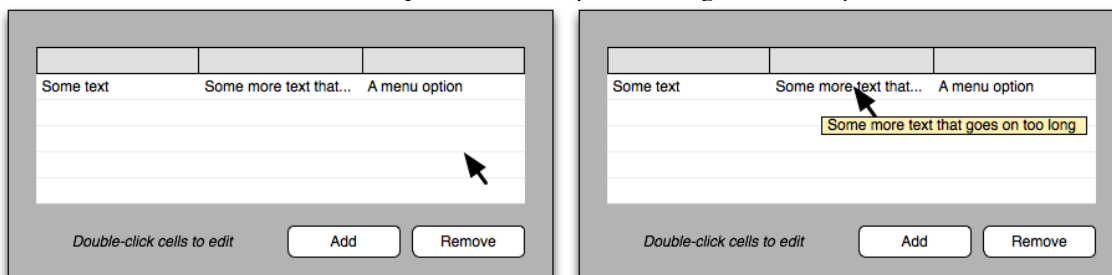 Some text Some more text that... A menu option
Double-click cells to edit Add Remove
Some text Some more text that... A menu option
Some more text that goes on too long
Double-click cells to edit Add Remove